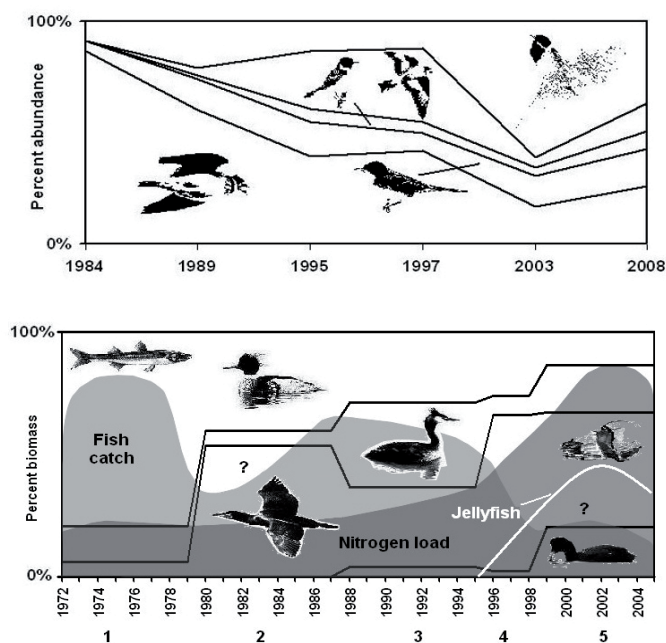 100%
Percent abundance
0%
1984 1989 1995 1997 2003 2008
100%
Percent biomass
Fish
catch
?
Nitrogen load
Jellyfish
?
0%
1972 1974 1976 1978 1980 1982 1984 1986 1988 1990 1992 1994 1996 1998 2000 2002 2004
1 2 3 4 5